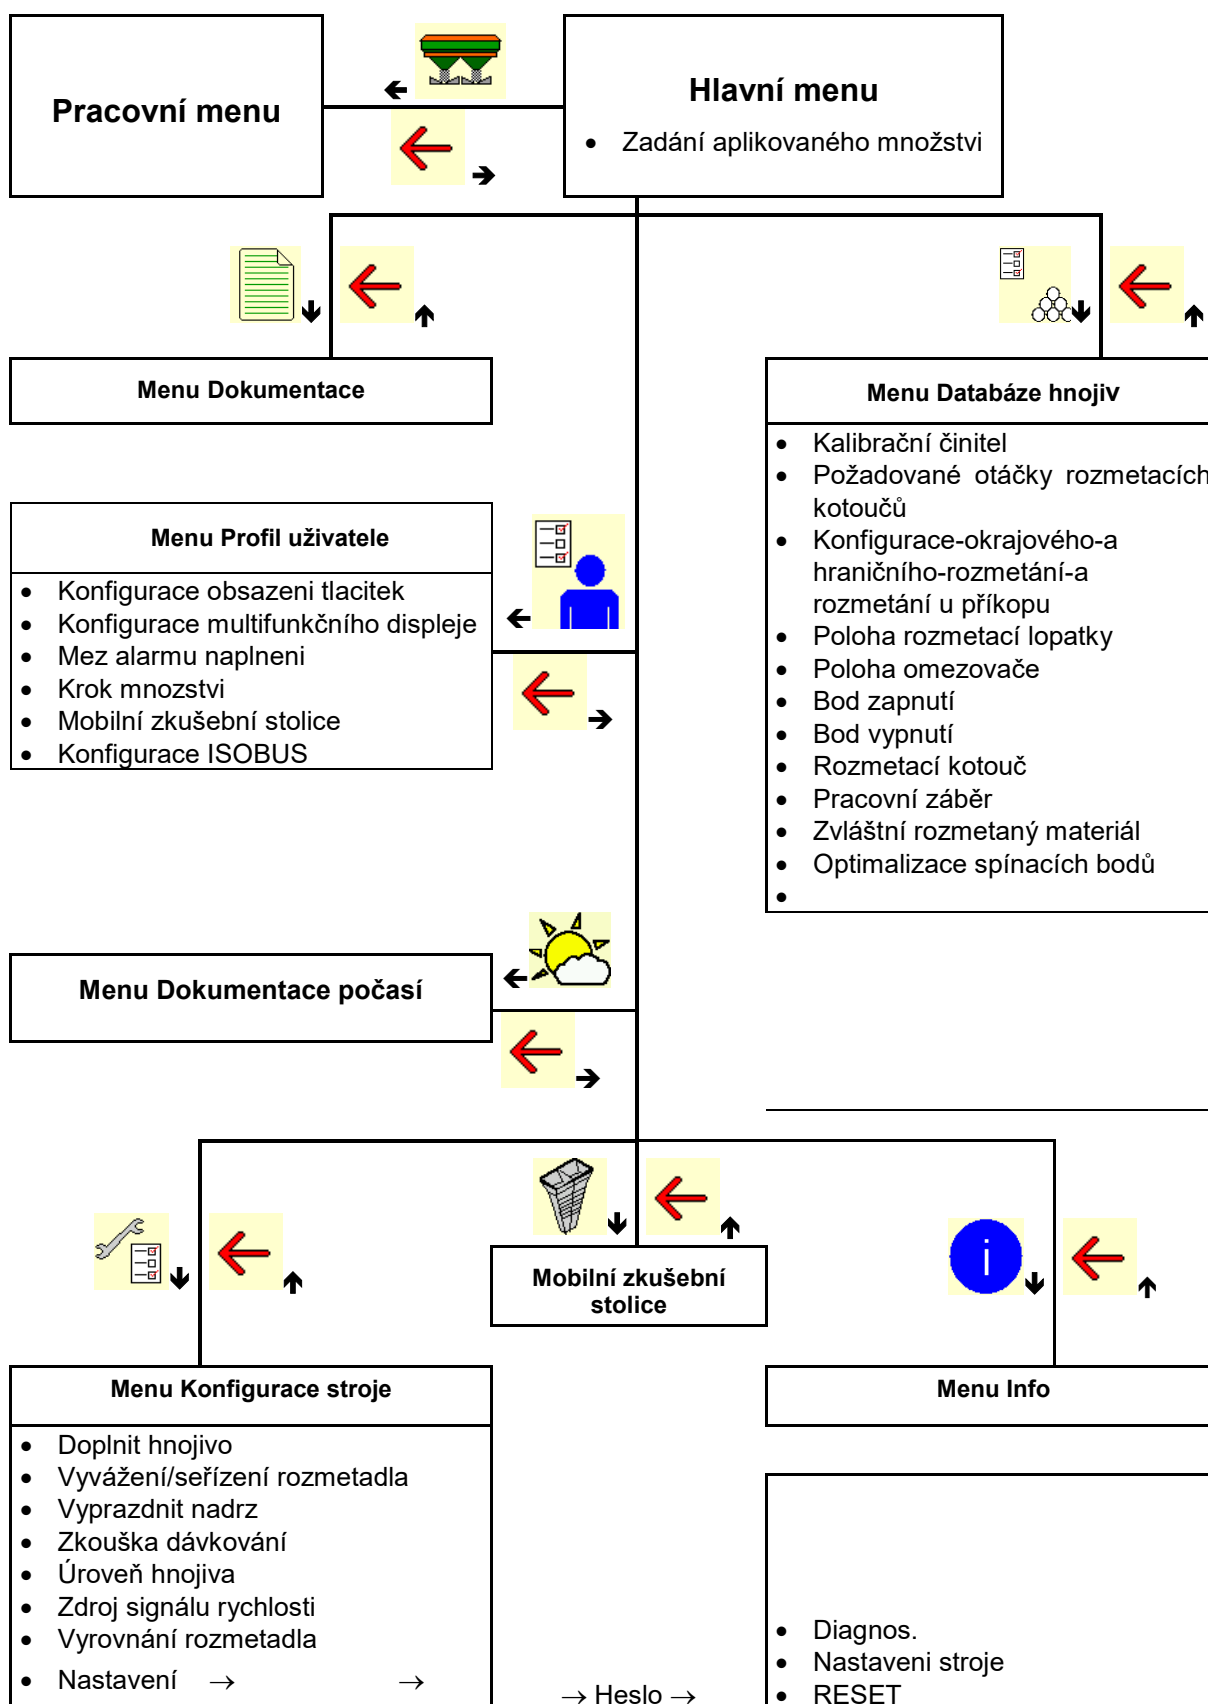 Pracovní menu
Hlavní menu
• Zadání aplikovaného množstvi
Menu Dokumentace
Menu Databáze hnojiv
• Kalibrační činitel
• Požadované otáčky rozmetacích
kotoučů
• Konfigurace-okrajového-a
hraničního-rozmetání-a
rozmetání u příkopu
• Poloha rozmetací lopatky
• Poloha omezovače
• Bod zapnutí
• Bod vypnutí
• Rozmetací kotouč
• Pracovní záběr
• Zvláštní rozmetaný materiál
• Optimalizace spínacích bodů
•
Menu Profil uživatele
• Konfigurace obsazeni tlacitek
• Konfigurace multifunkčního displeje
• Mez alarmu naplneni
• Krok mnozstvi
• Mobilní zkušební stolice
• Konfigurace ISOBUS
Menu Dokumentace počasí
Mobilní zkušební
stolice
Menu Konfigurace stroje
• Doplnit hnojivo
• Vyvážení/seřízení rozmetadla
• Vyprazdnit nadrz
• Zkouška dávkování
• Úroveň hnojiva
• Zdroj signálu rychlosti
• Vyrovnání rozmetadla
• Nastavení → →
→ Heslo →
i
Menu Info
• Diagnos.
• Nastaveni stroje
• RESET